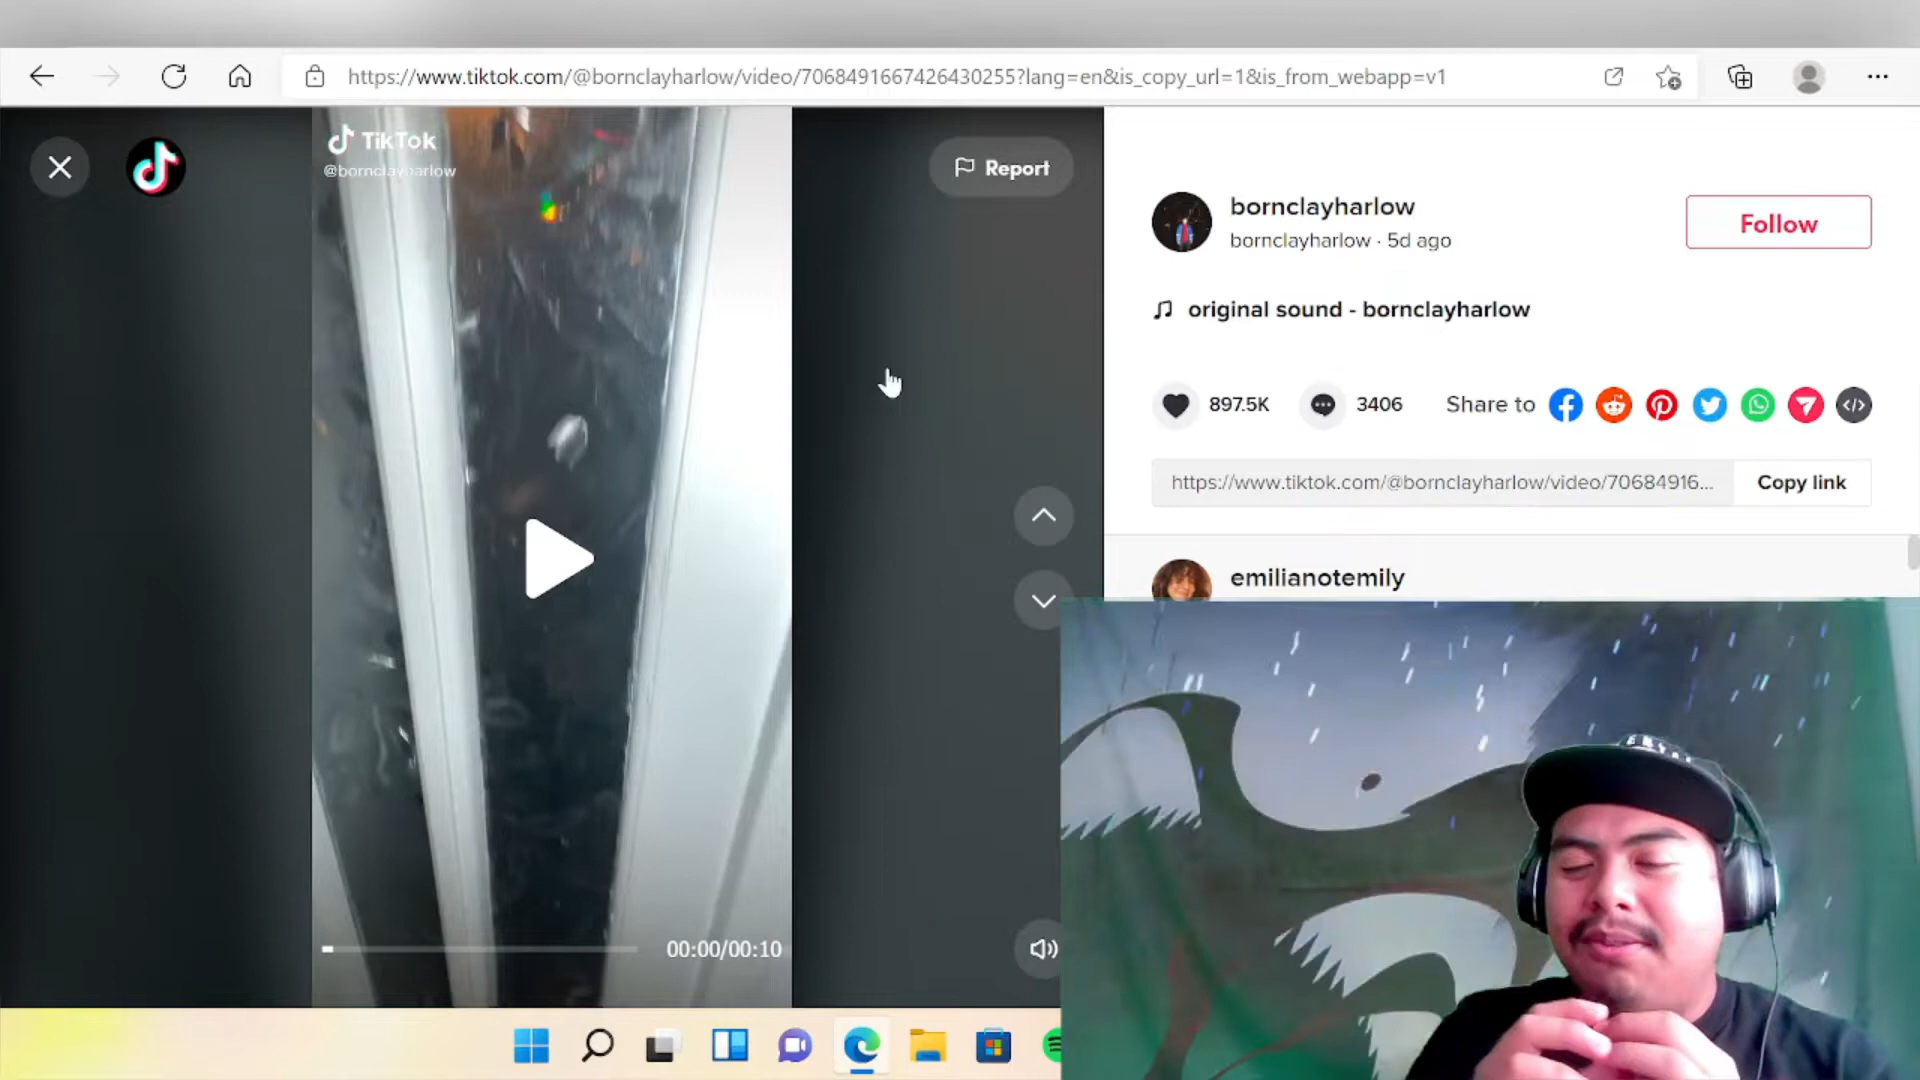 https://www.tiktok.com/@bornclayharlow/video/7068491667426430255?lang=en&is_copy_url=1&is_from_webapp=v1
TikTok
@bornclayharlow
Report
bornclayharlow
bornclayharlow · 5d ago
Follow
original sound - bornclayharlow
897.5K
3406
Share to
https://www.tiktok.com/@bornclayharlow/video/70684916...
Copy link
emilianotemily
00:00/00:10